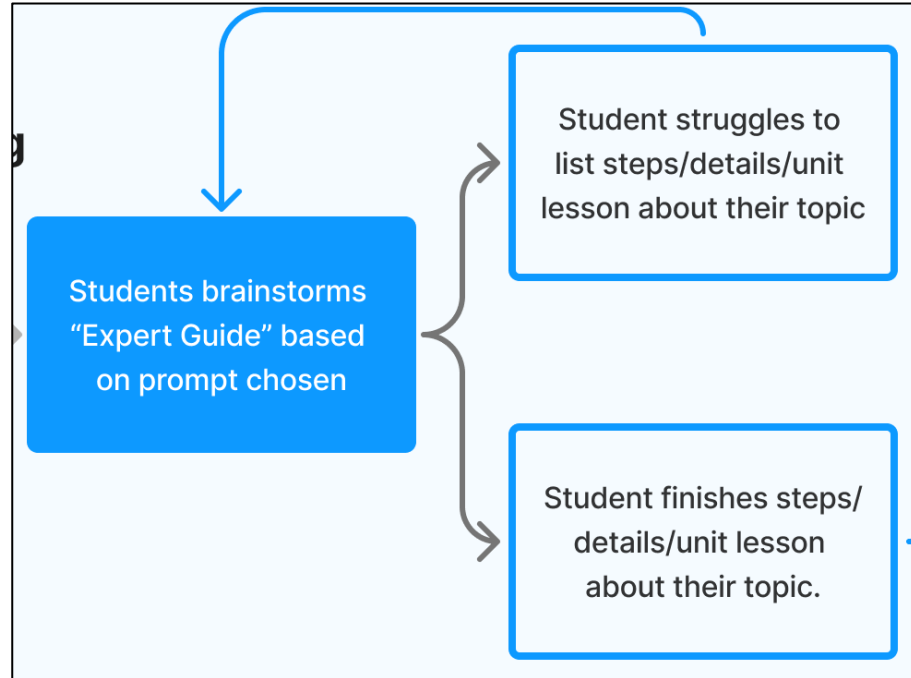 g
Student struggles to
list steps/details/unit
lesson about their topic
Students brainstorms
“Expert Guide” based
on prompt chosen
Student finishes steps/
details/unit lesson
about their topic.